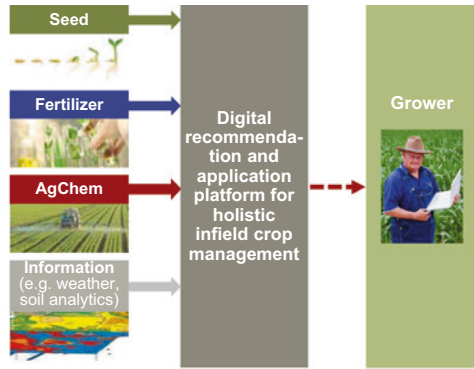 Seed
Fertilizer
AgChem
Information
(e.g. weather,
soil analytics)
Digital
recommenda-
tion and
application
platform for
holistic
infield crop
management
Grower